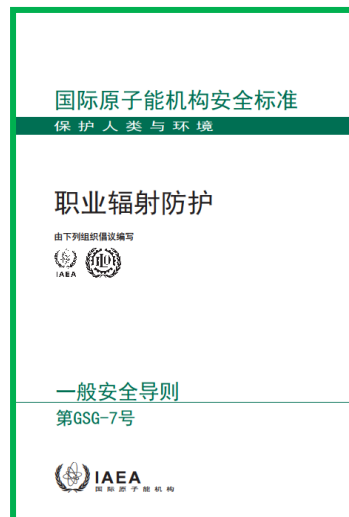 国际原子能机构安全标准
保护人类与环境
职业辐射防护
由下列组织倡议编写
IAEA
ILO
一般安全导则
第GSG-7号
IAEA
国际原子能机构